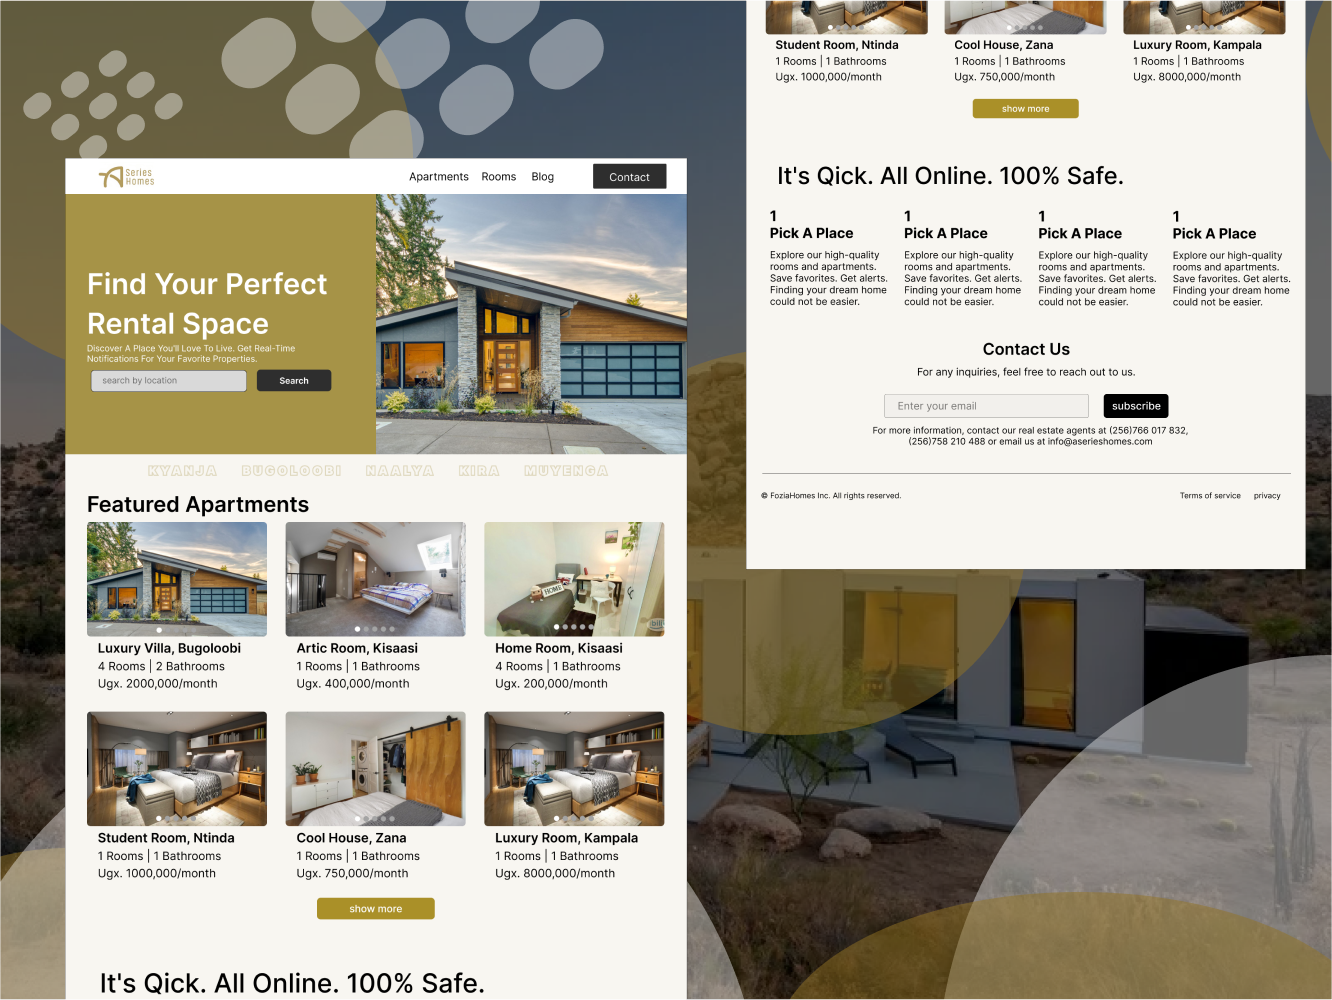 Series
Homes
Apartments Rooms Blog Contact
Find Your Perfect
Rental Space
Discover A Place You'll Love To Live. Get Real-Time
Notifications For Your Favorite Properties.
search by location Search
KYANJA BUGOLOOBI NAALYA KIRA MUYENGA
Featured Apartments
HOME
Luxury Villa, Bugoloobi
4 Rooms | 2 Bathrooms
Ugx. 2000,000/month
Artic Room, Kisaasi
1 Rooms | 1 Bathrooms
Ugx. 400,000/month
Home Room, Kisaasi
4 Rooms | 1 Bathrooms
Ugx. 200,000/month
Student Room, Ntinda
1 Rooms | 1 Bathrooms
Ugx. 1000,000/month
Cool House, Zana
1 Rooms | 1 Bathrooms
Ugx. 750,000/month
Luxury Room, Kampala
1 Rooms | 1 Bathrooms
Ugx. 8000,000/month
show more
It's Qick. All Online. 100% Safe.
Student Room, Ntinda
1 Rooms | 1 Bathrooms
Ugx. 1000,000/month
Cool House, Zana
1 Rooms | 1 Bathrooms
Ugx. 750,000/month
Luxury Room, Kampala
1 Rooms | 1 Bathrooms
Ugx. 8000,000/month
show more
It's Qick. All Online. 100% Safe.
1
Pick A Place
Explore our high-quality
rooms and apartments.
Save favorites. Get alerts.
Finding your dream home
could not be easier.
1
Pick A Place
Explore our high-quality
rooms and apartments.
Save favorites. Get alerts.
Finding your dream home
could not be easier.
1
Pick A Place
Explore our high-quality
rooms and apartments.
Save favorites. Get alerts.
Finding your dream home
could not be easier.
1
Pick A Place
Explore our high-quality
rooms and apartments.
Save favorites. Get alerts.
Finding your dream home
could not be easier.
Contact Us
For any inquiries, feel free to reach out to us.
Enter your email subscribe
For more information, contact our real estate agents at (256)766 017 832,
(256)758 210 488 or email us at info@aserieshomes.com
© FoziaHomes Inc. All rights reserved. Terms of service privacy